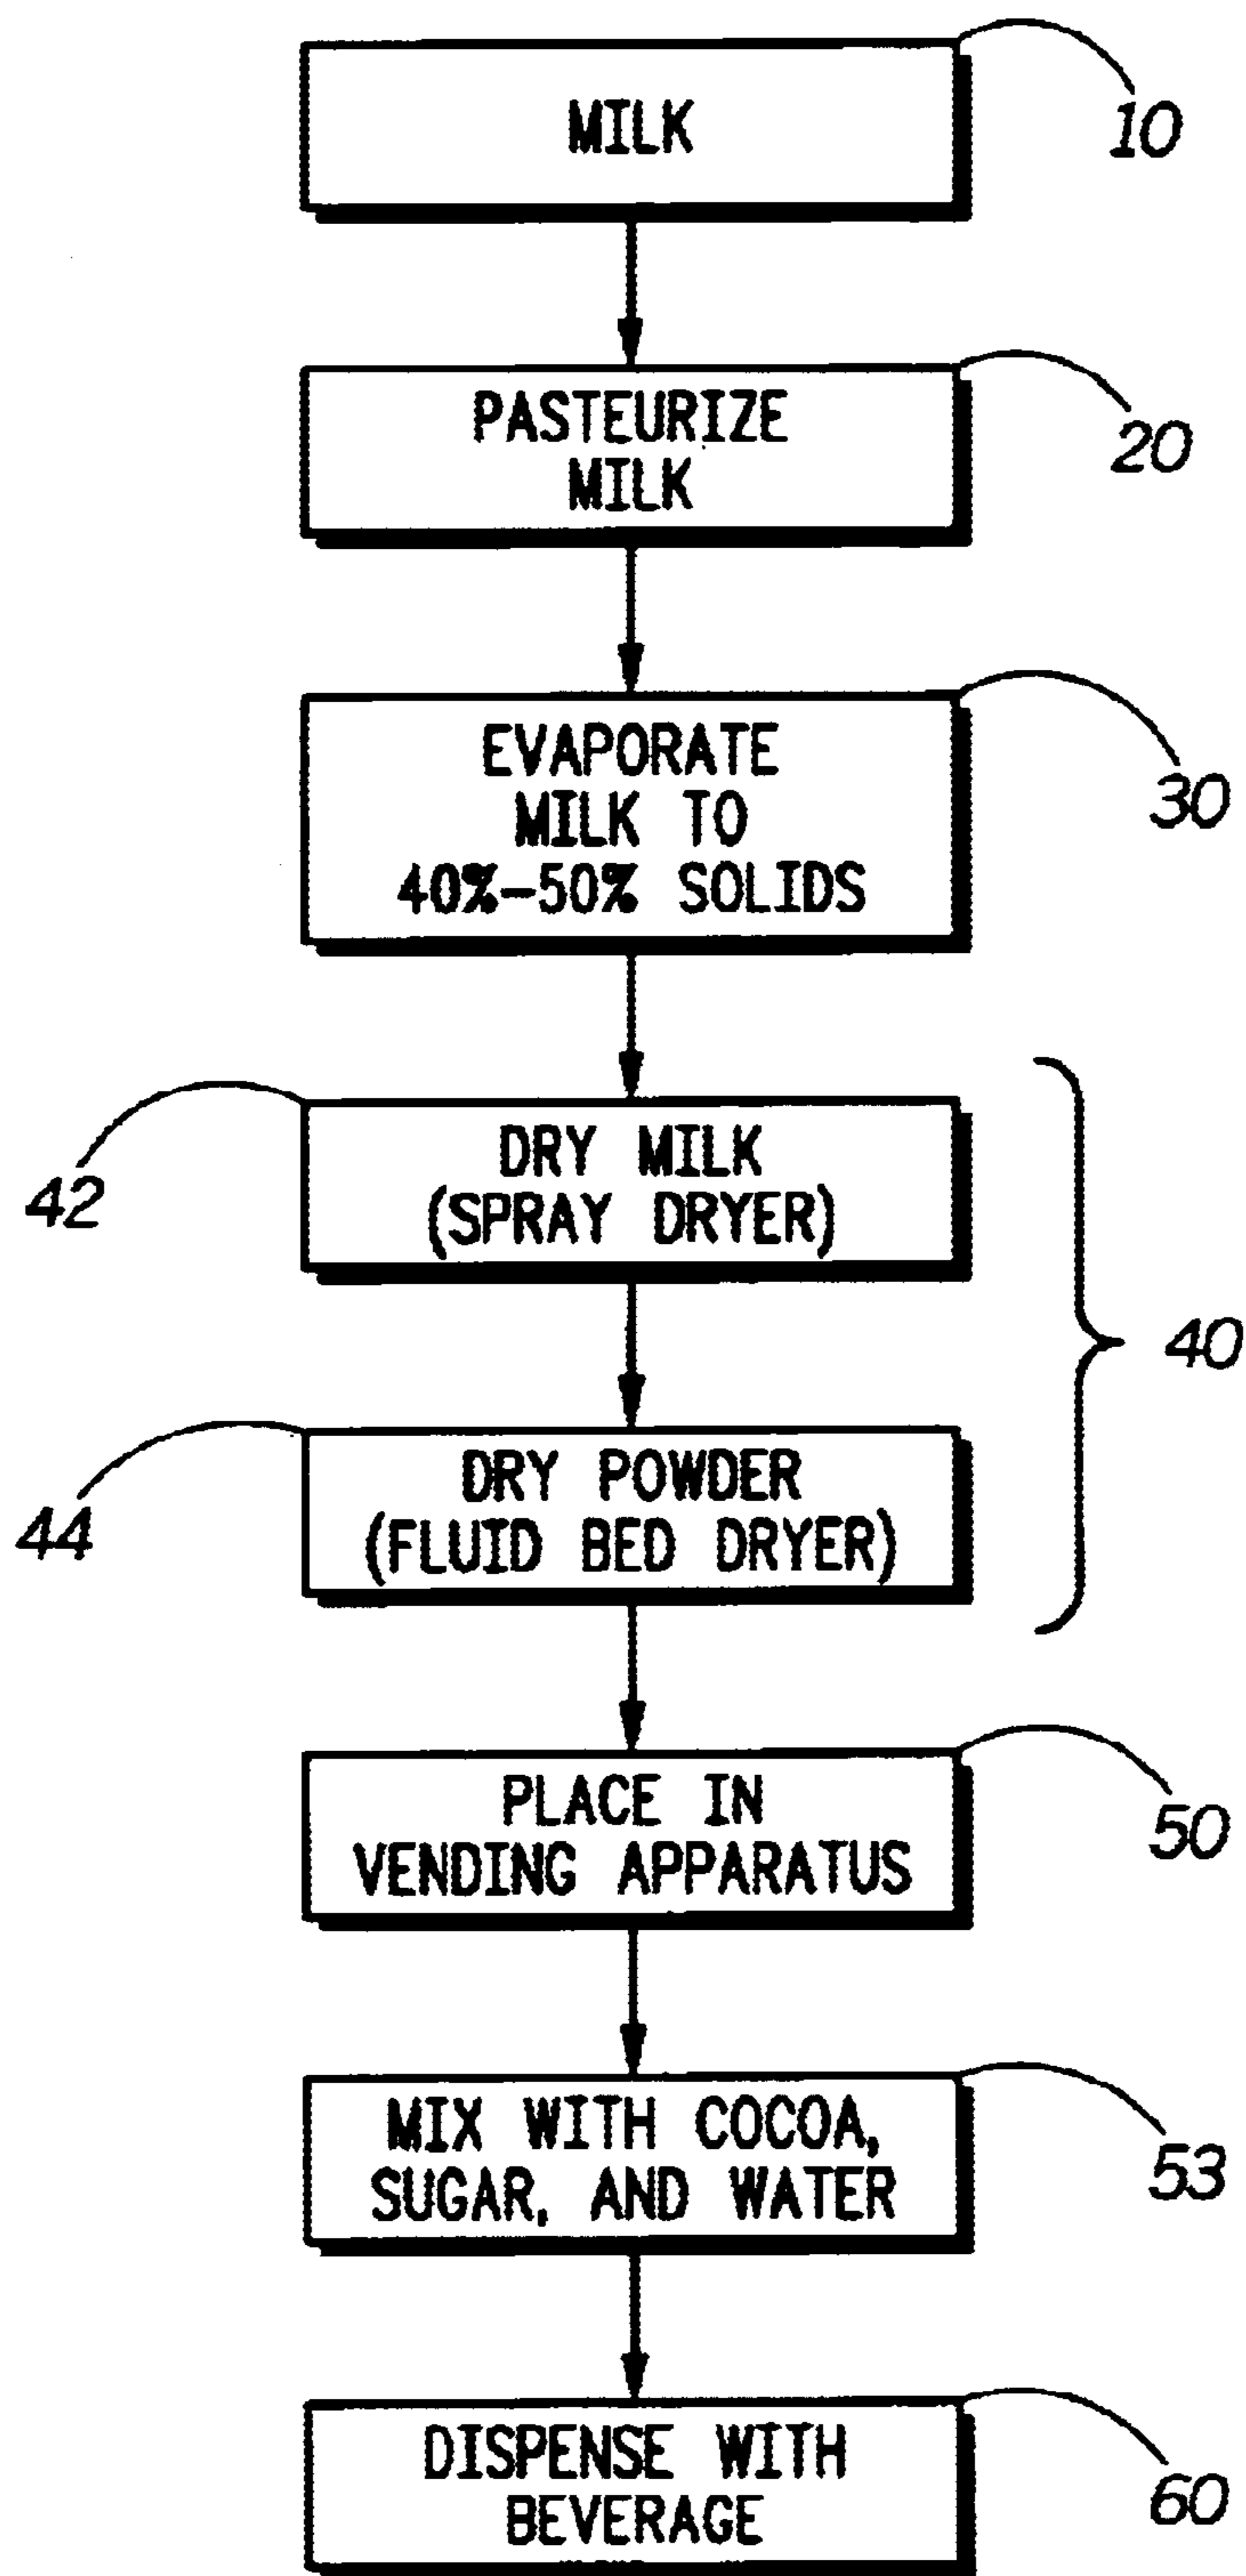 MILK
10
PASTEURIZE
MILK
20
EVAPORATE
MILK TO
40%-50% SOLIDS
30
DRY MILK
(SPRAY DRYER)
42
40
DRY POWDER
(FLUID BED DRYER)
44
PLACE IN
VENDING APPARATUS
50
MIX WITH COCOA,
SUGAR, AND WATER
53
DISPENSE WITH
BEVERAGE
60